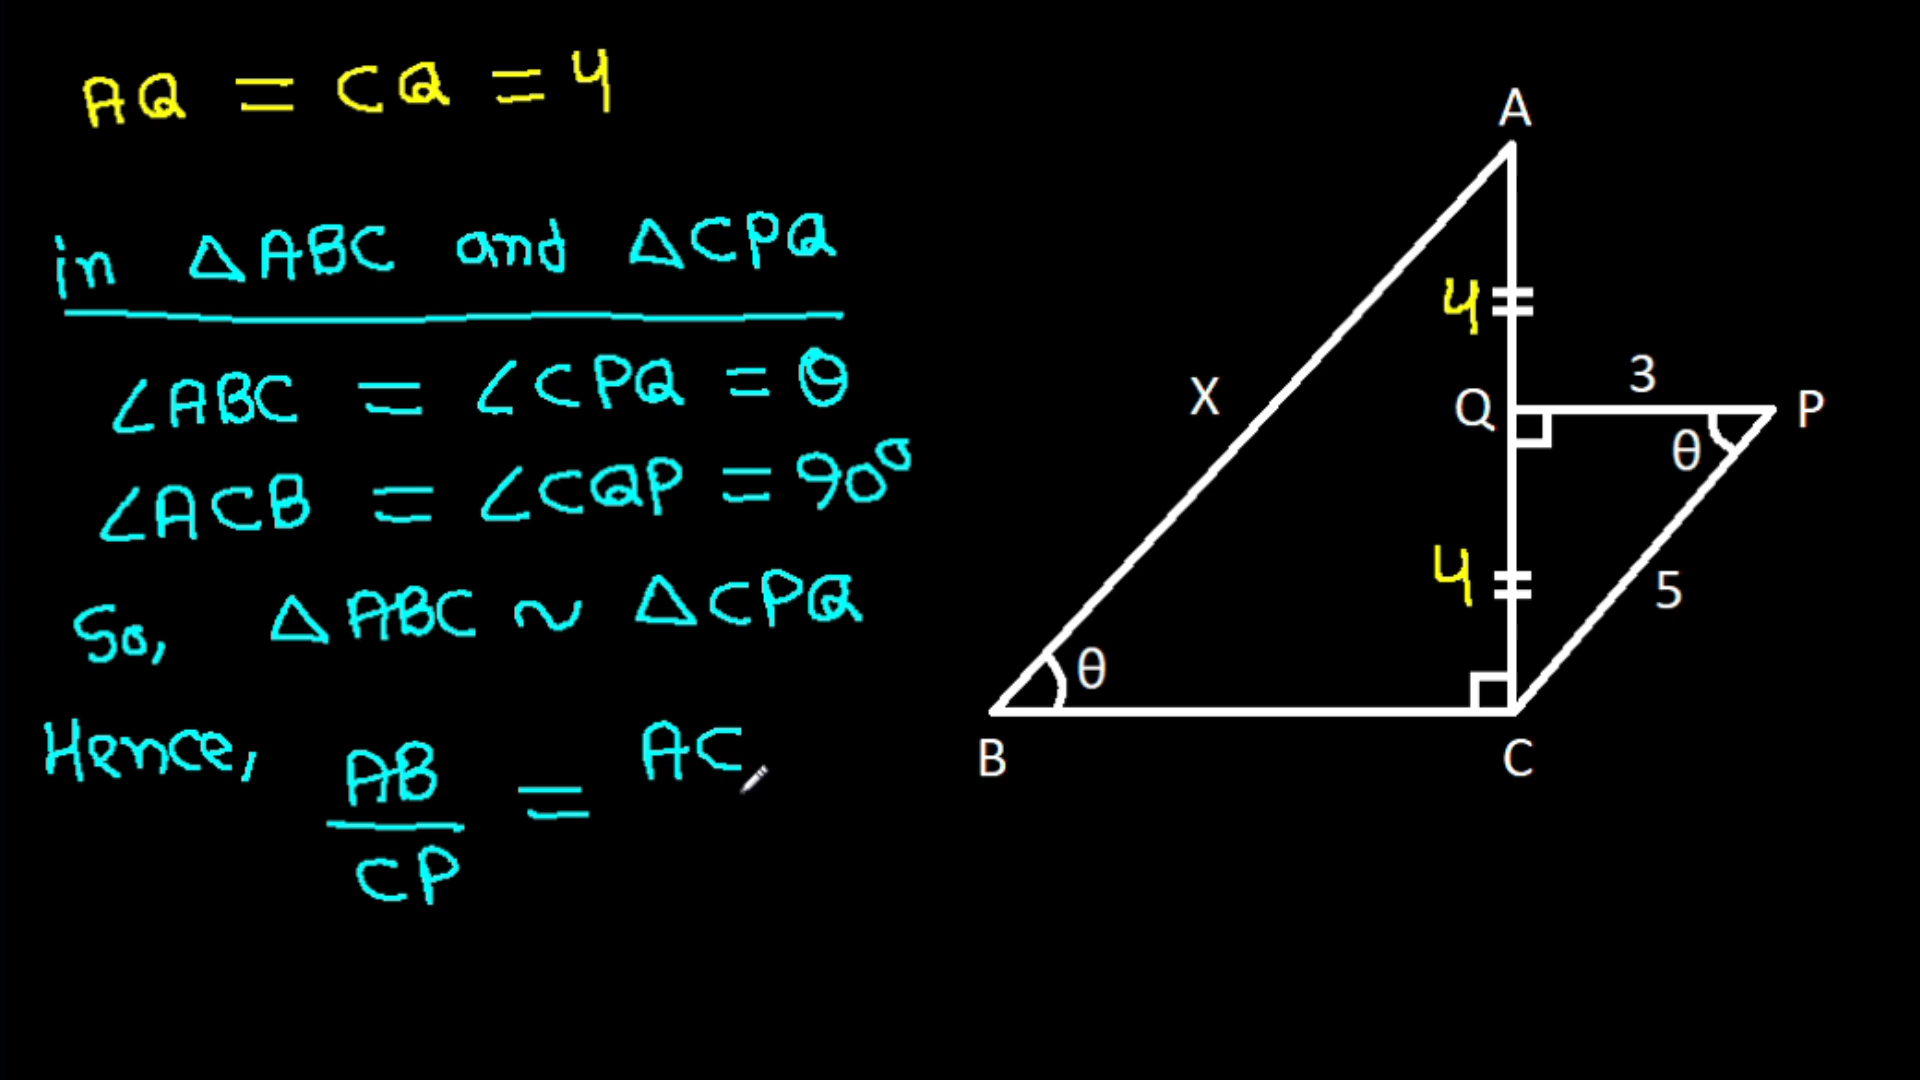 AQ = CQ = 4
in △ABC and △CPQ
∠ABC = ∠CPQ = θ
∠ACB = ∠CQP = 90°
So, △ABC ~ △CPQ
Hence, AB/CP = AC
A
4
3
X
Q
P
θ
4
5
θ
B
C